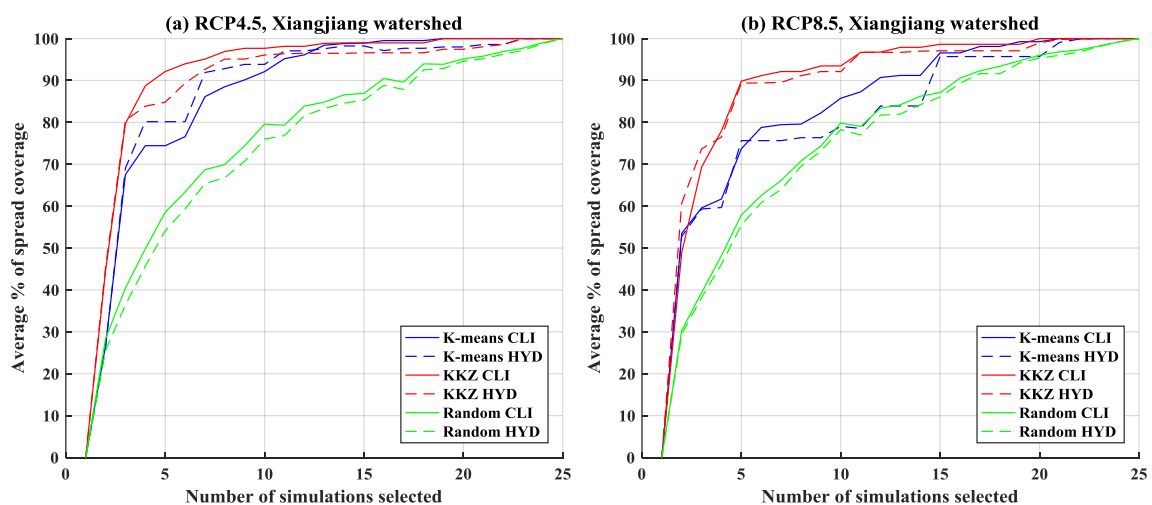 (a) RCP4.5, Xiangjiang watershed
Average % of spread coverage
100
90
80
70
60
50
40
30
20
10
0
0 5 10 15 20 25
Number of simulations selected
K-means CLI
K-means HYD
KKZ CLI
KKZ HYD
Random CLI
Random HYD
(b) RCP8.5, Xiangjiang watershed
Average % of spread coverage
100
90
80
70
60
50
40
30
20
10
0
0 5 10 15 20 25
Number of simulations selected
K-means CLI
K-means HYD
KKZ CLI
KKZ HYD
Random CLI
Random HYD